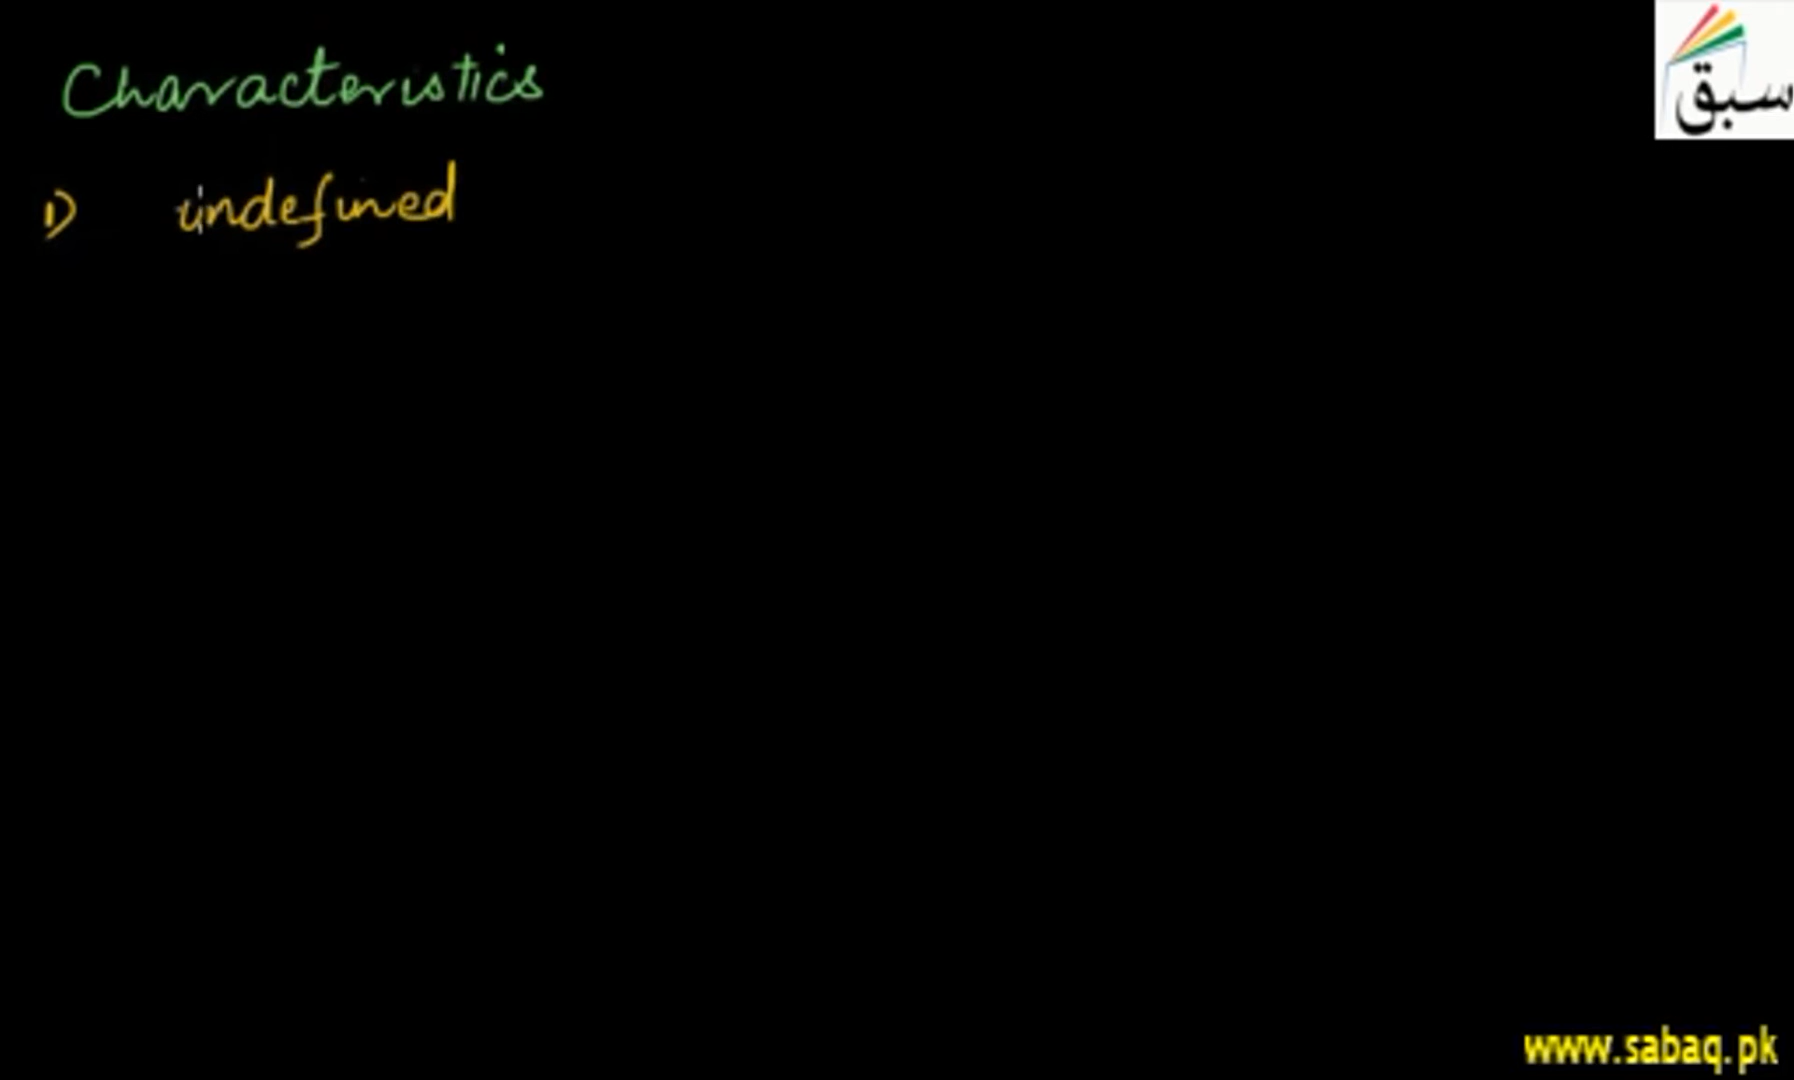 Characteristics
سبق
1) undefined
www.sabaq.pk